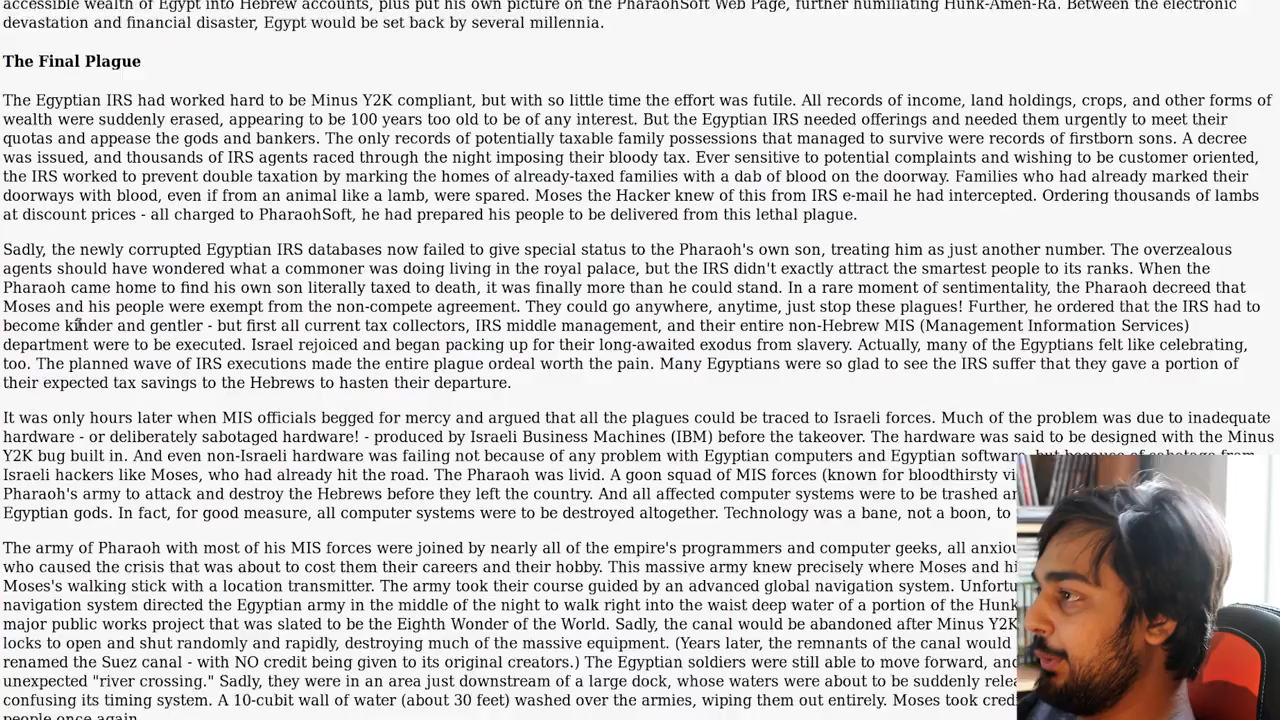 accessible wealth of Egypt into Hebrew accounts, plus put his own picture on the PharaohSoft Web Page, further humiliating Hunk-Amen-Ra. Between the electronic
devastation and financial disaster, Egypt would be set back by several millennia.
The Final Plague
The Egyptian IRS had worked hard to be Minus Y2K compliant, but with so little time the effort was futile. All records of income, land holdings, crops, and other forms of
wealth were suddenly erased, appearing to be 100 years too old to be of any interest. But the Egyptian IRS needed offerings and needed them urgently to meet their
quotas and appease the gods and bankers. The only records of potentially taxable family possessions that managed to survive were records of firstborn sons. A decree
was issued, and thousands of IRS agents raced through the night imposing their bloody tax. Ever sensitive to potential complaints and wishing to be customer oriented,
the IRS worked to prevent double taxation by marking the homes of already-taxed families with a dab of blood on the doorway. Families who had already marked their
doorways with blood, even if from an animal like a lamb, were spared. Moses the Hacker knew of this from IRS e-mail he had intercepted. Ordering thousands of lambs
at discount prices - all charged to PharaohSoft, he had prepared his people to be delivered from this lethal plague.
Sadly, the newly corrupted Egyptian IRS databases now failed to give special status to the Pharaoh's own son, treating him as just another number. The overzealous
agents should have wondered what a commoner was doing living in the royal palace, but the IRS didn't exactly attract the smartest people to its ranks. When the
Pharaoh came home to find his own son literally taxed to death, it was finally more than he could stand. In a rare moment of sentimentality, the Pharaoh decreed that
Moses and his people were exempt from the non-compete agreement. They could go anywhere, anytime, just stop these plagues! Further, he ordered that the IRS had to
become kinder and gentler - but first all current tax collectors, IRS middle management, and their entire non-Hebrew MIS (Management Information Services)
department were to be executed. Israel rejoiced and began packing up for their long-awaited exodus from slavery. Actually, many of the Egyptians felt like celebrating,
too. The planned wave of IRS executions made the entire plague ordeal worth the pain. Many Egyptians were so glad to see the IRS suffer that they gave a portion of
their expected tax savings to the Hebrews to hasten their departure.
It was only hours later when MIS officials begged for mercy and argued that all the plagues could be traced to Israeli forces. Much of the problem was due to inadequate
hardware - or deliberately sabotaged hardware! - produced by Israeli Business Machines (IBM) before the takeover. The hardware was said to be designed with the Minus
Y2K bug built in. And even non-Israeli hardware was failing not because of any problem with Egyptian computers and Egyptian software, but because of sabotage from
Israeli hackers like Moses, who had already hit the road. The Pharaoh was livid. A goon squad of MIS forces (known for bloodthirsty
Pharaoh's army to attack and destroy the Hebrews before they left the country. And all affected computer systems were to be trashed
Egyptian gods. In fact, for good measure, all computer systems were to be destroyed altogether. Technology was a bane, not a boon, to
The army of Pharaoh with most of his MIS forces were joined by nearly all of the empire's programmers and computer geeks, all
who caused the crisis that was about to cost them their careers and their hobby. This massive army knew precisely where Moses and
Moses's walking stick with a location transmitter. The army took their course guided by an advanced global navigation system.
navigation system directed the Egyptian army in the middle of the night to walk right into the waist deep water of a portion of the Hunk
major public works project that was slated to be the Eighth Wonder of the World. Sadly, the canal would be abandoned after Minus Y2K
locks to open and shut randomly and rapidly, destroying much of the massive equipment. (Years later, the remnants of the canal would
renamed the Suez canal - with NO credit being given to its original creators.) The Egyptian soldiers were still able to move forward,
unexpected "river crossing." Sadly, they were in an area just downstream of a large dock, whose waters were about to be suddenly
confusing its timing system. A 10-cubit wall of water (about 30 feet) washed over the armies, wiping them out entirely. Moses took
people once again.